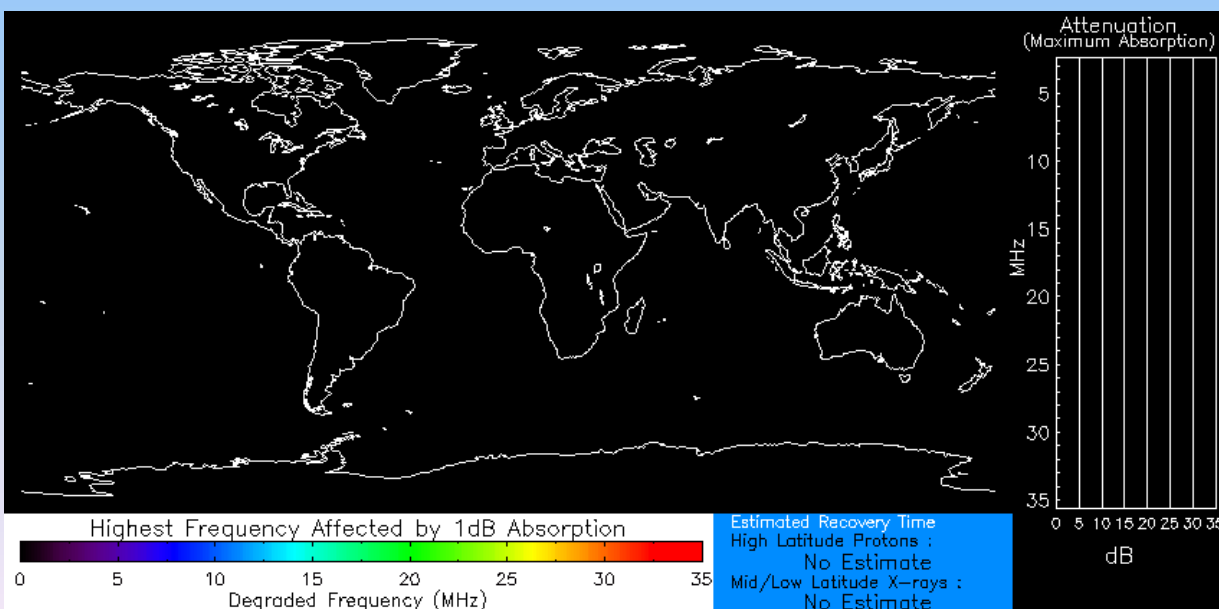 Attenuation
(Maximum Absorption)
5
10
15
20
25
30
35
MHz
0 5 10 15 20 25 30 35
dB
Highest Frequency Affected by 1dB Absorption
0 5 10 15 20 25 30 35
Degraded Frequency (MHz)
Estimated Recovery Time
High Latitude Protons :
No Estimate
Mid/Low Latitude X-rays :
No Estimate